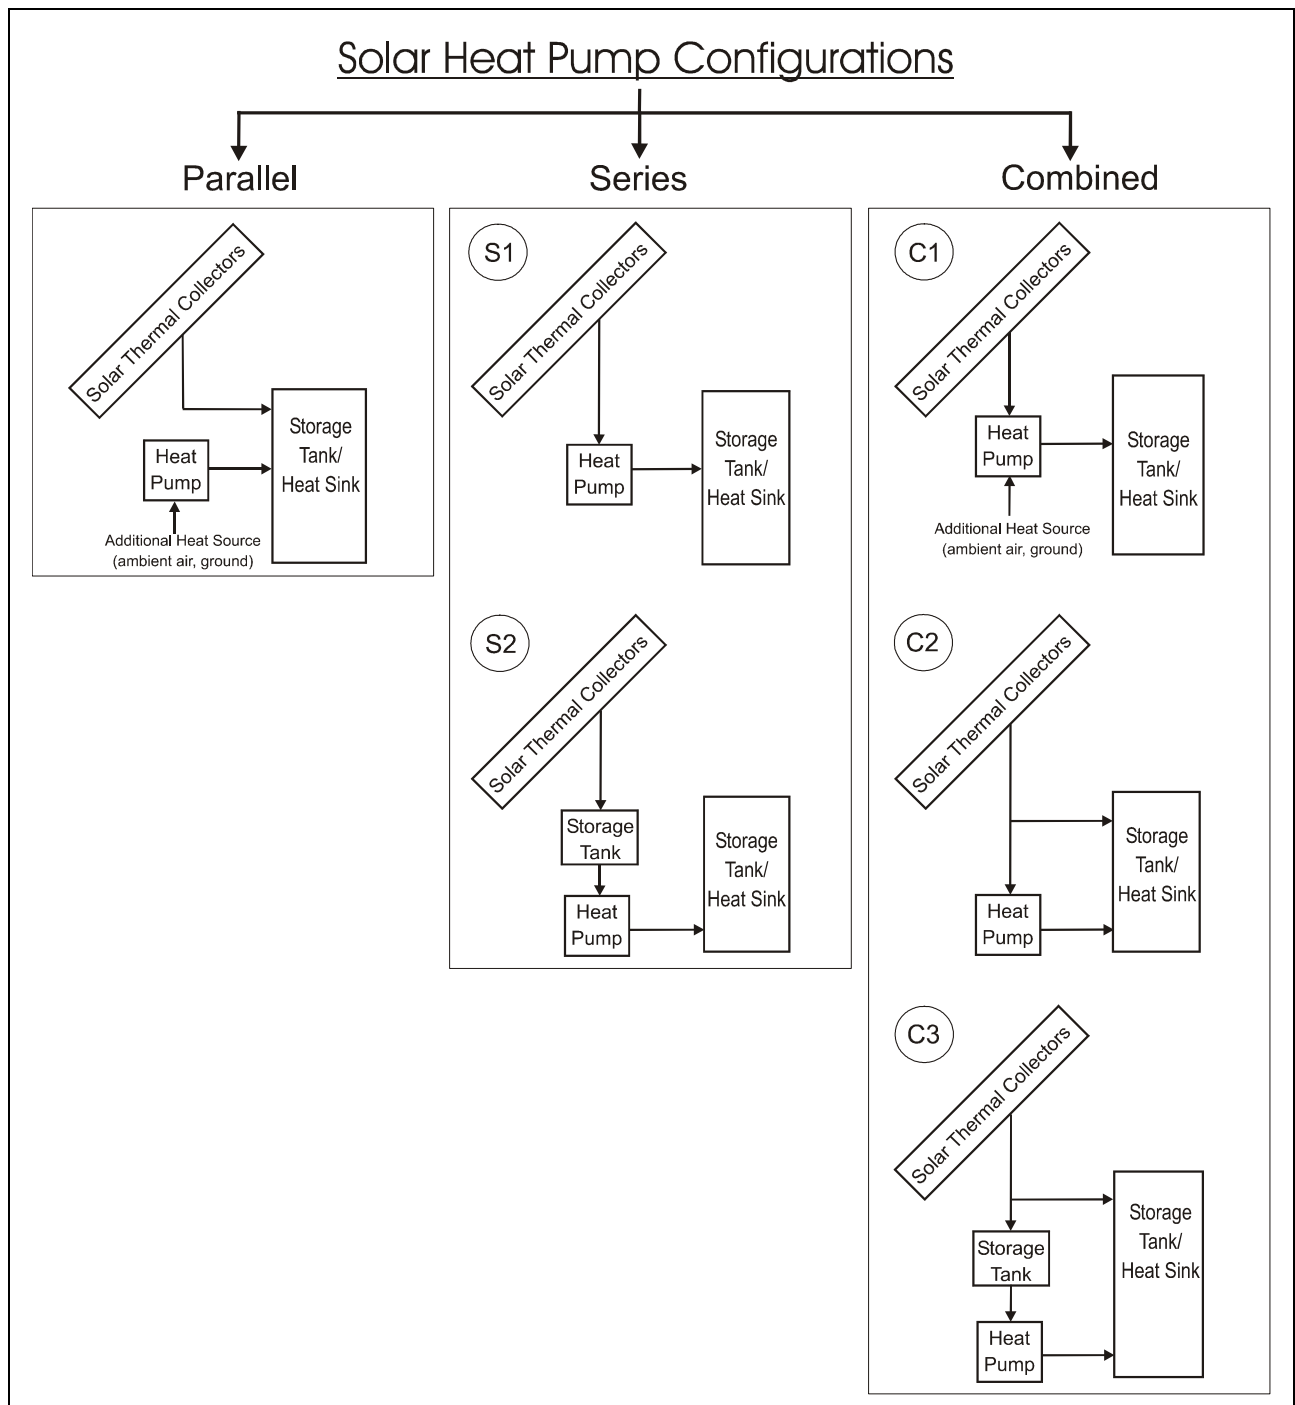 Solar Heat Pump Configurations
Parallel
Series
Combined
Solar Thermal Collectors
Heat
Pump
Additional Heat Source
(ambient air, ground)
Storage
Tank/
Heat Sink
S1
Solar Thermal Collectors
Heat
Pump
Storage
Tank/
Heat Sink
S2
Solar Thermal Collectors
Storage
Tank
Heat
Pump
Storage
Tank/
Heat Sink
C1
Solar Thermal Collectors
Heat
Pump
Additional Heat Source
(ambient air, ground)
Storage
Tank/
Heat Sink
C2
Solar Thermal Collectors
Heat
Pump
Storage
Tank/
Heat Sink
C3
Solar Thermal Collectors
Storage
Tank
Heat
Pump
Storage
Tank/
Heat Sink